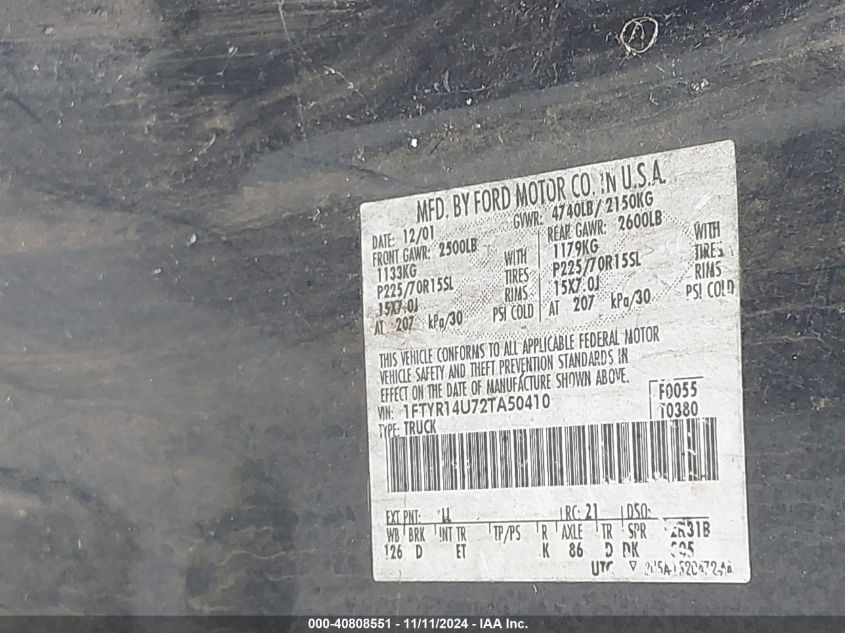 MFD. BY FORD MOTOR CO. IN U.S.A.
DATE: 12/01 GVWR: 4740LB/ 2150KG
FRONT GAWR: 2500LB REAR GAWR: 2600LB
1133KG WITH 1179KG WITH
P225/70R15SL TIRES P225/70R15SL TIRES
15X7.0J RIMS 15X7.0J RIMS
AT 207 kPa/30 PSI COLD AT 207 kPa/30 PSI COLD
THIS VEHICLE CONFORMS TO ALL APPLICABLE FEDERAL MOTOR
VEHICLE SAFETY AND THEFT PREVENTION STANDARDS IN
EFFECT ON THE DATE OF MANUFACTURE SHOWN ABOVE.
VIN: 1FTYR14U72TA50410 F0055
TYPE: TRUCK T0380
EXT PNT: RC: 21 DSO:
WB BRK INT TR TP/PS R AXLE TR SPR
126 D ET K 86 D DK
UTC
000-40808551 - 11/11/2024 - IAA Inc.